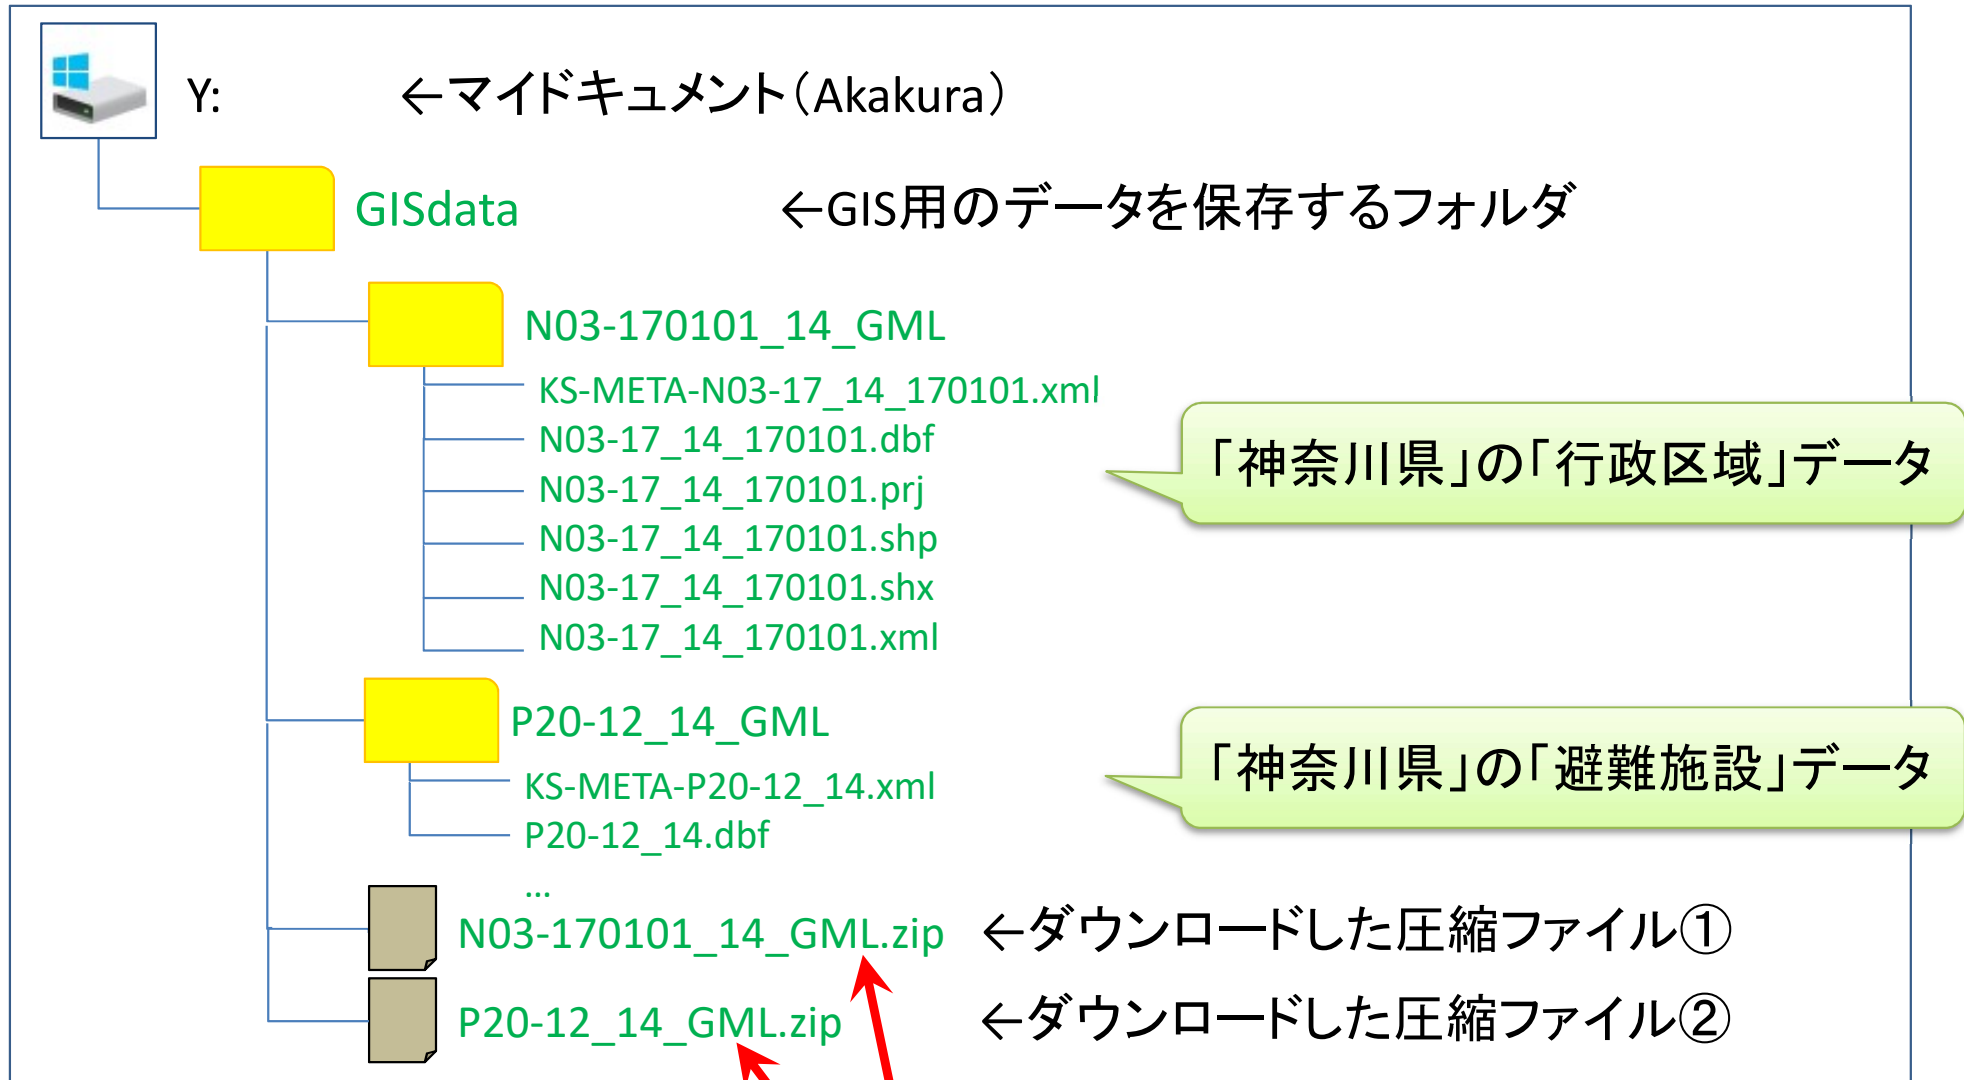 Y: ←マイドキュメント（Akakura）
GISdata ←GIS用のデータを保存するフォルダ
N03-170101_14_GML
KS-META-N03-17_14_170101.xml
N03-17_14_170101.dbf
「神奈川県」の「行政区域」データ
N03-17_14_170101.prj
N03-17_14_170101.shp
N03-17_14_170101.shx
N03-17_14_170101.xml
P20-12_14_GML
「神奈川県」の「避難施設」データ
KS-META-P20-12_14.xml
P20-12_14.dbf
…
N03-170101_14_GML.zip ←ダウンロードした圧縮ファイル①
P20-12_14_GML.zip ←ダウンロードした圧縮ファイル②